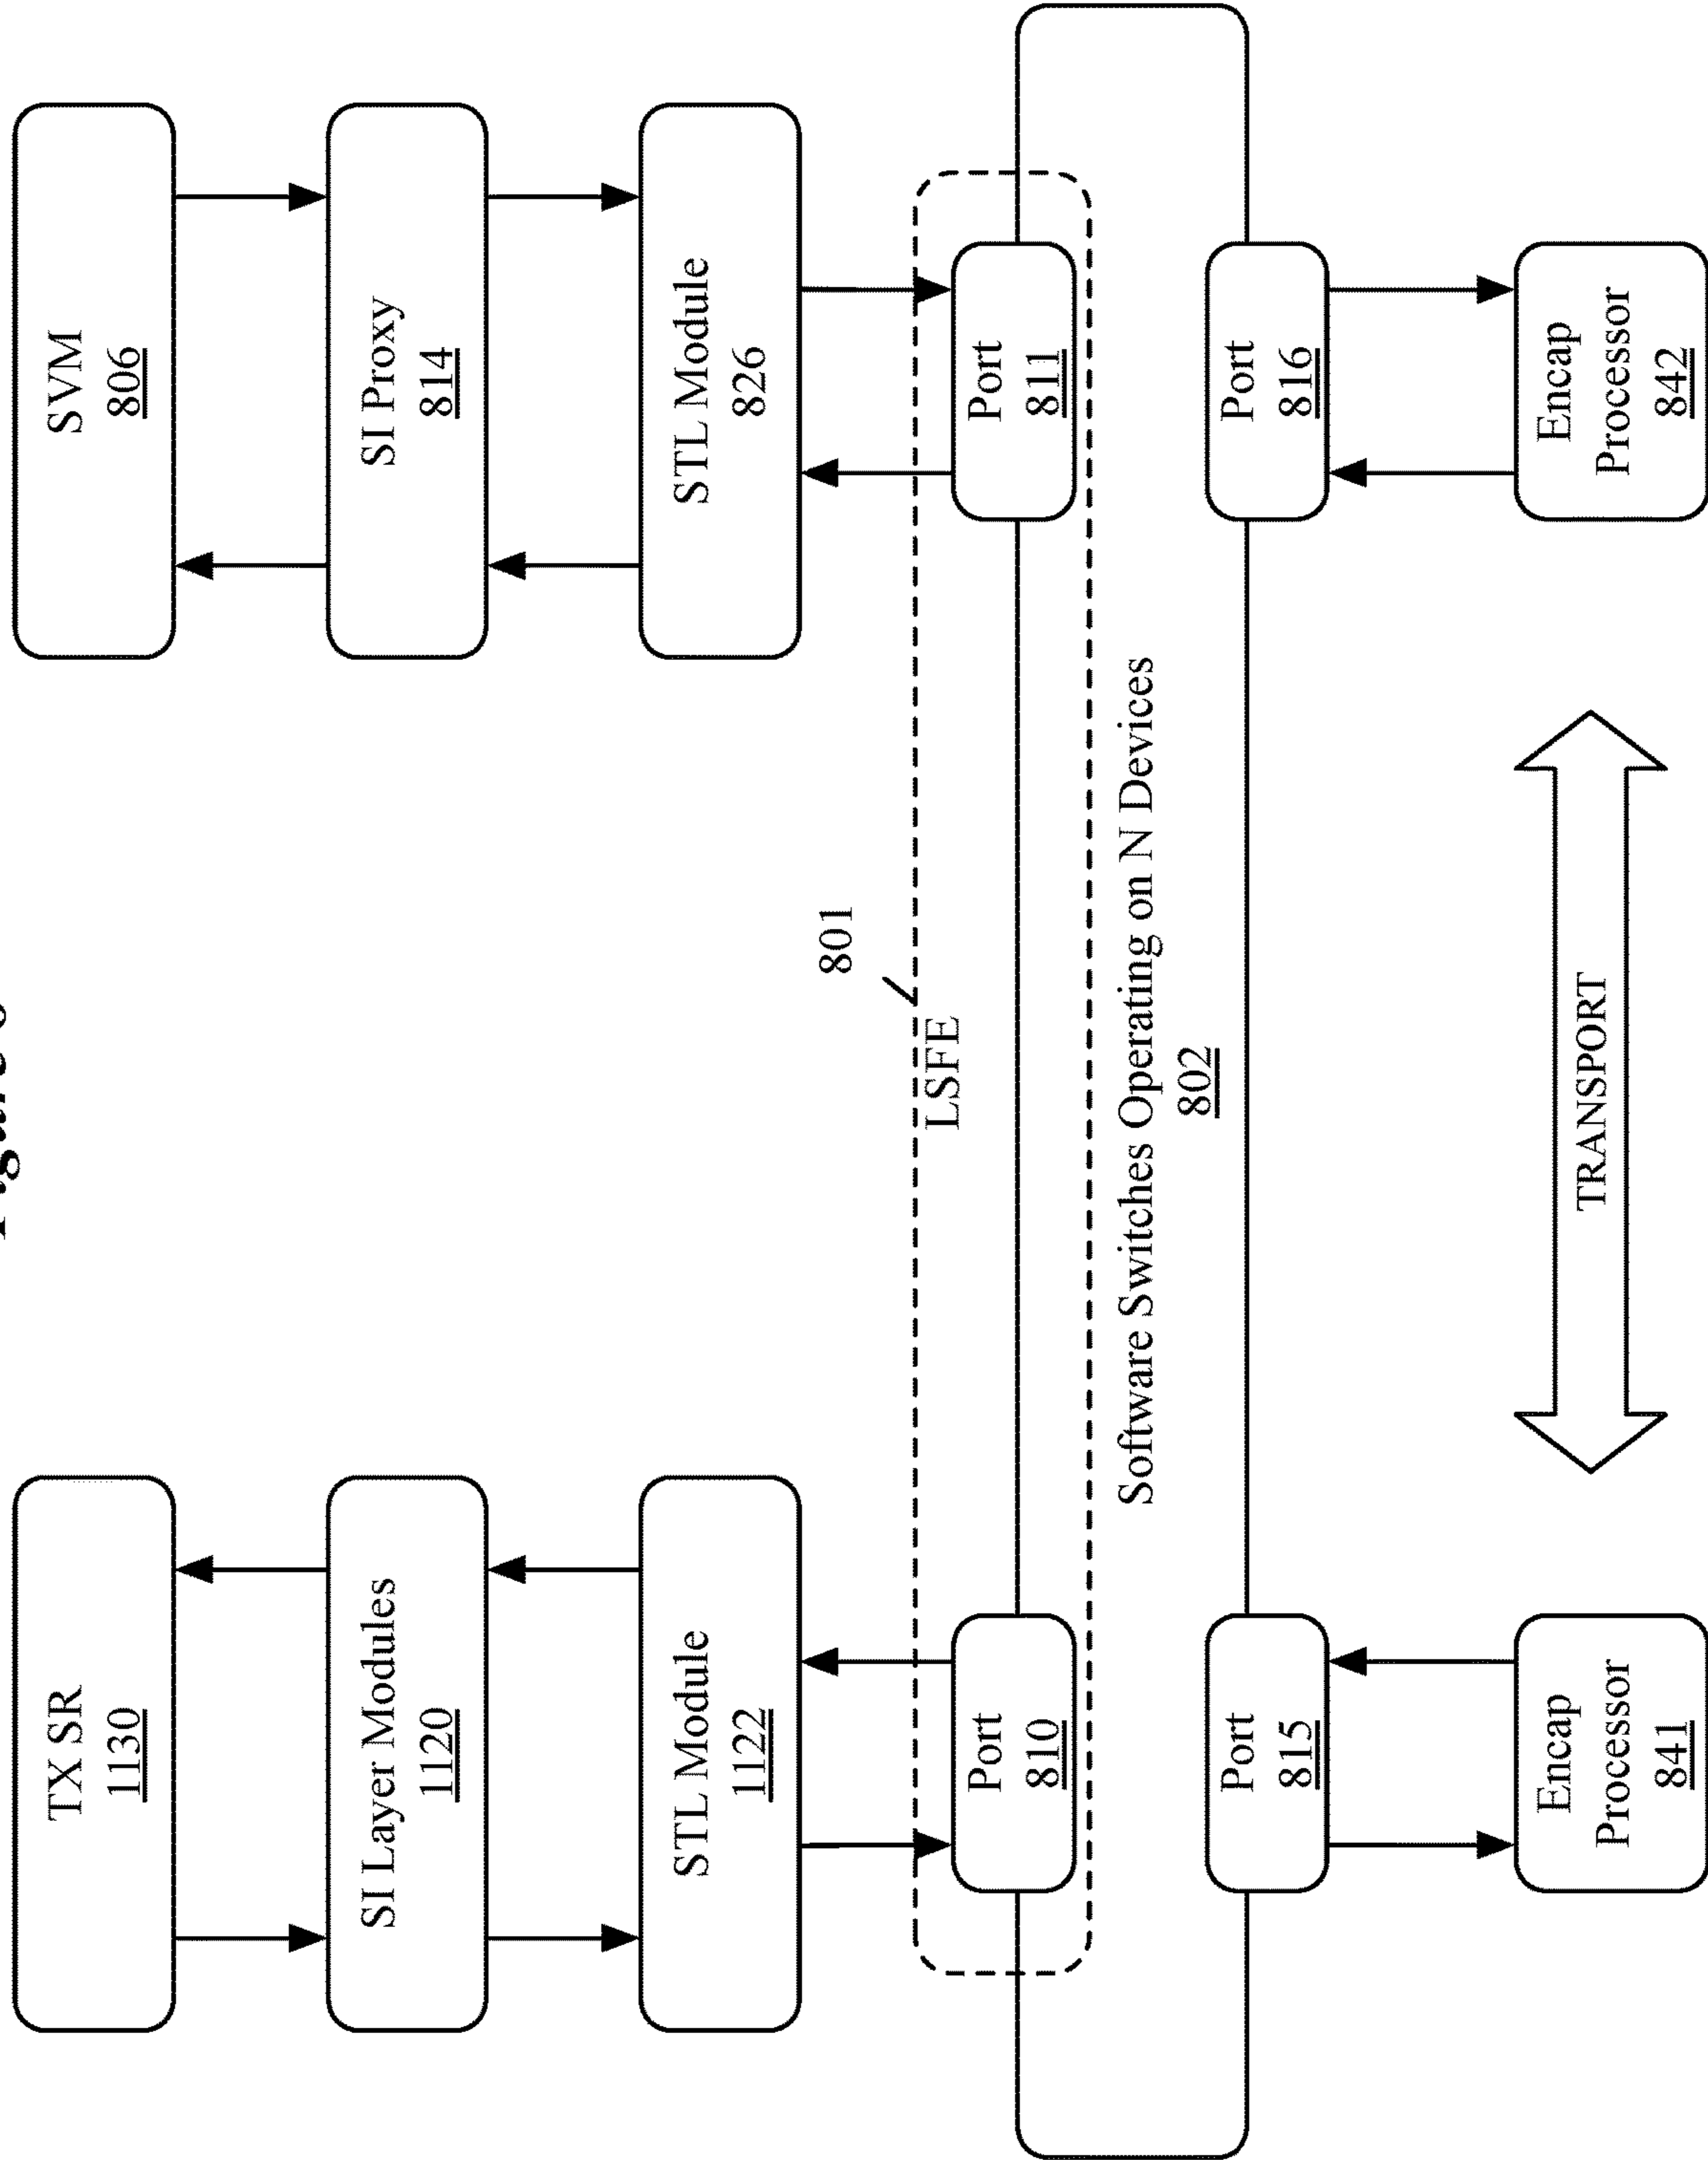 TX SR
1130
SVM
806
SI Layer Modules
1120
SI Proxy
814
STL Module
1122
STL Module
826
801
LSFE
Port
810
Port
811
Software Switches Operating on N Devices
802
Port
815
Port
816
Encap
Processor
841
TRANSPORT
Encap
Processor
842